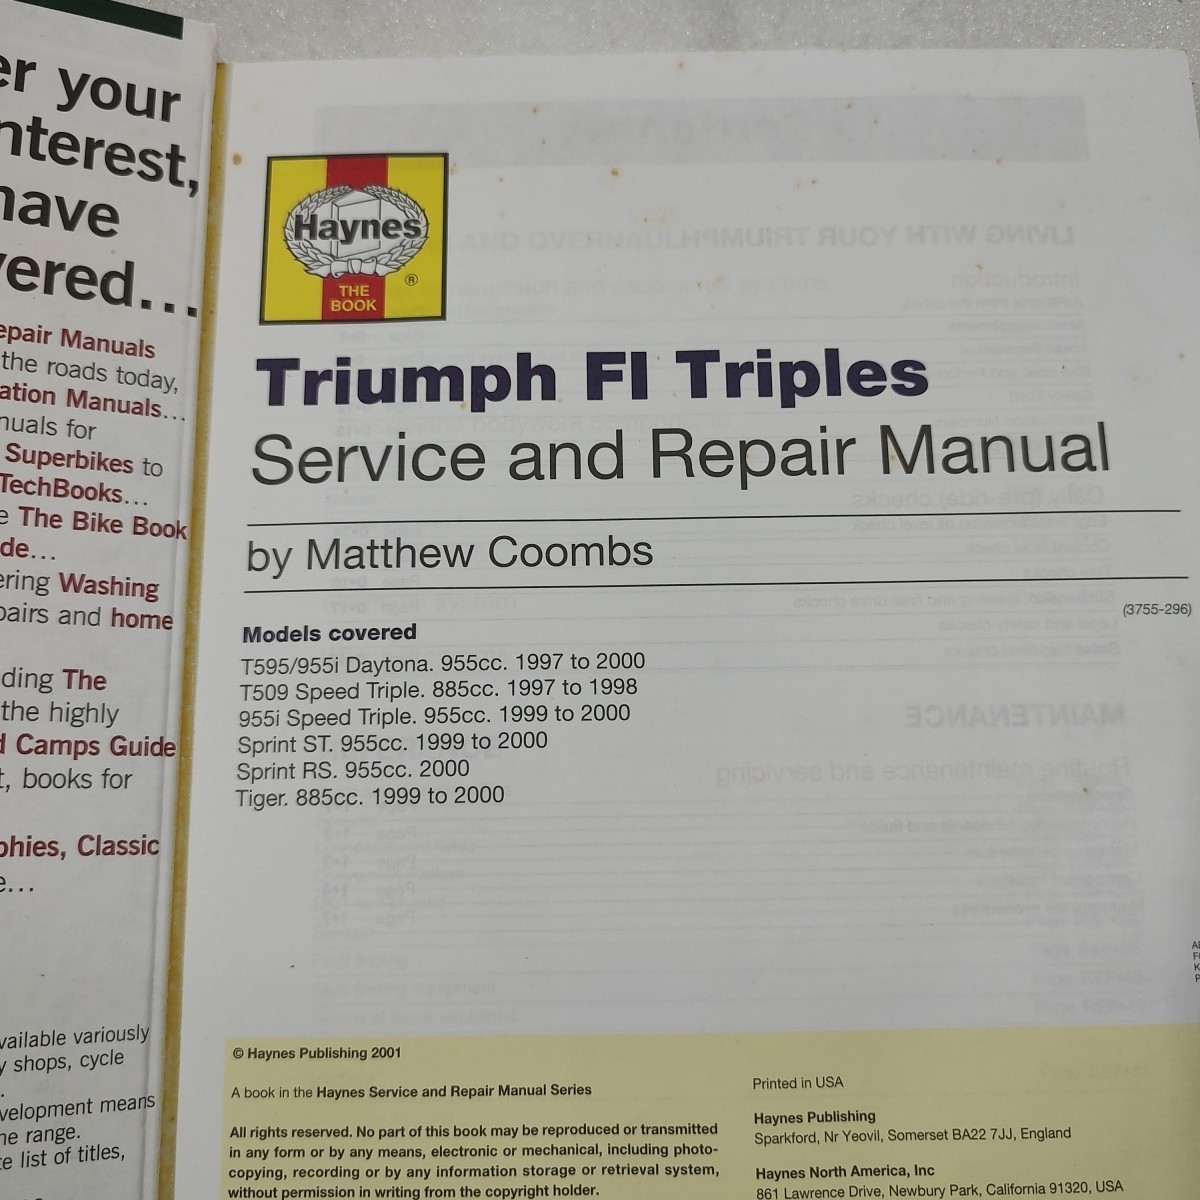 er your
nterest,
have
vered...
epair Manuals
the roads today,
ation Manuals...
nuals for
Superbikes to
TechBooks...
e The Bike Book
de...
ering Washing
pairs and home
ding The
the highly
d Camps Guide
t, books for
phies, Classic
e...
vailable variously
y shops, cycle
velopment means
he range.
te list of titles,
Haynes
®
THE
BOOK
Triumph FI Triples
Service and Repair Manual
by Matthew Coombs
(3755-296)
Models covered
T595/955i Daytona. 955cc. 1997 to 2000
T509 Speed Triple. 885cc. 1997 to 1998
955i Speed Triple. 955cc. 1999 to 2000
Sprint ST. 955cc. 1999 to 2000
Sprint RS. 955cc. 2000
Tiger. 885cc. 1999 to 2000
© Haynes Publishing 2001
A book in the Haynes Service and Repair Manual Series
All rights reserved. No part of this book may be reproduced or transmitted
in any form or by any means, electronic or mechanical, including photo-
copying, recording or by any information storage or retrieval system,
without permission in writing from the copyright holder.
Printed in USA
Haynes Publishing
Sparkford, Nr Yeovil, Somerset BA22 7JJ, England
Haynes North America, Inc
861 Lawrence Drive, Newbury Park, California 91320, USA